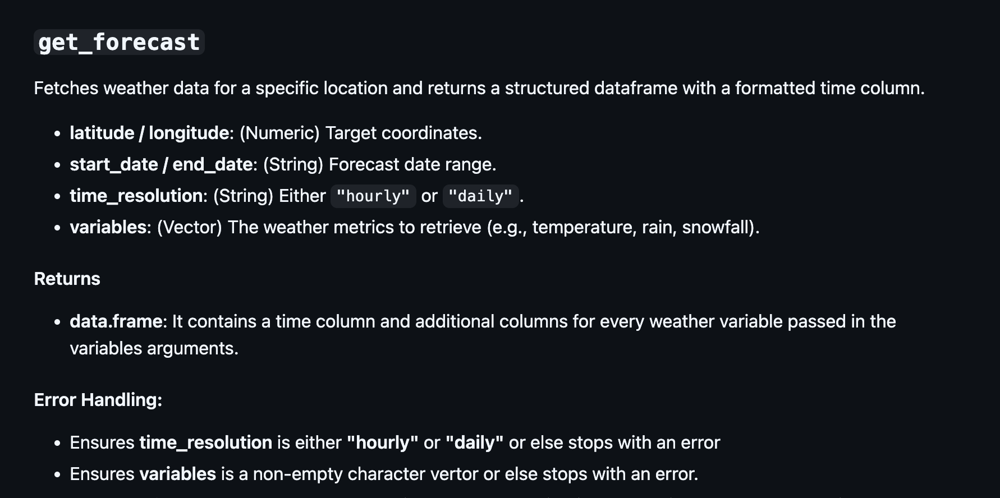 get_forecast
Fetches weather data for a specific location and returns a structured dataframe with a formatted time column.
• latitude / longitude: (Numeric) Target coordinates.
• start_date / end_date: (String) Forecast date range.
• time_resolution: (String) Either "hourly" or "daily".
• variables: (Vector) The weather metrics to retrieve (e.g., temperature, rain, snowfall).
Returns
• data.frame: It contains a time column and additional columns for every weather variable passed in the
variables arguments.
Error Handling:
• Ensures time_resolution is either "hourly" or "daily" or else stops with an error
• Ensures variables is a non-empty character vertor or else stops with an error.